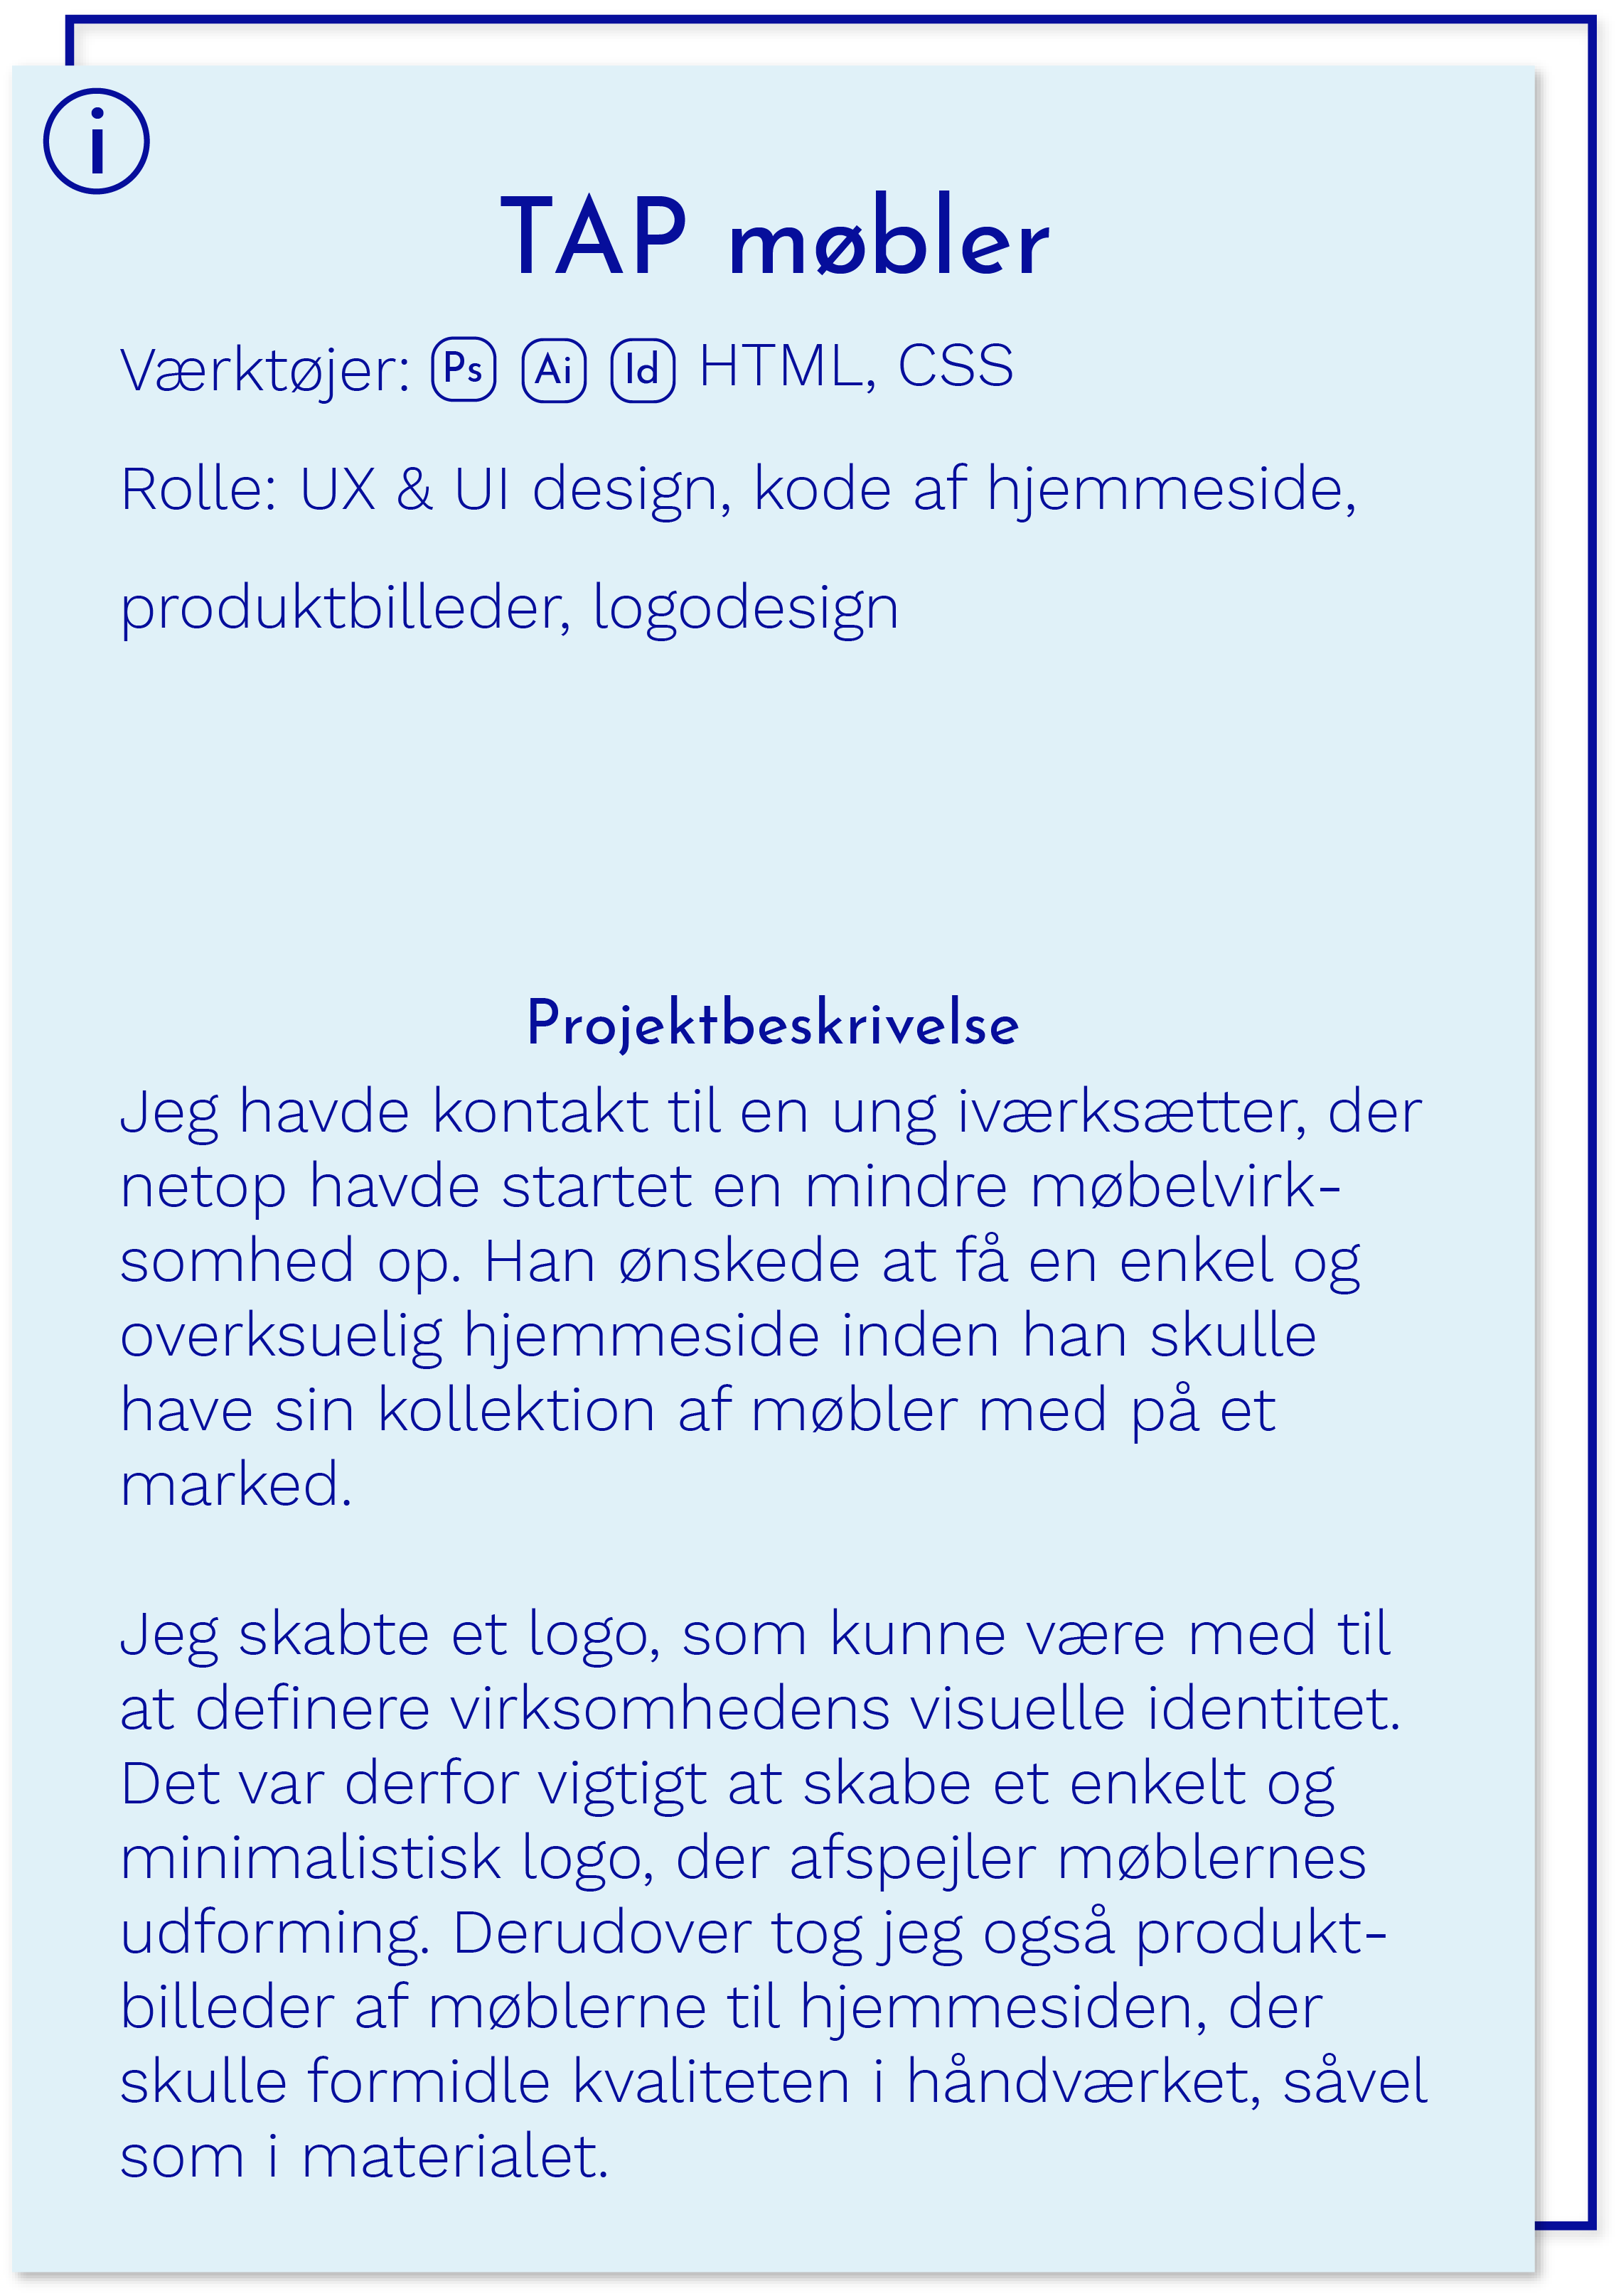 i
TAP møbler
Værktøjer: Ps Ai Id HTML, CSS
Rolle: UX & UI design, kode af hjemmeside,
produktbilleder, logodesign
Projektbeskrivelse
Jeg havde kontakt til en ung iværksætter, der
netop havde startet en mindre møbelvirk-
somhed op. Han ønskede at få en enkel og
overksuelig hjemmeside inden han skulle
have sin kollektion af møbler med på et
marked.
Jeg skabte et logo, som kunne være med til
at definere virksomhedens visuelle identitet.
Det var derfor vigtigt at skabe et enkelt og
minimalistisk logo, der afspejler møblernes
udforming. Derudover tog jeg også produkt-
billeder af møblerne til hjemmesiden, der
skulle formidle kvaliteten i håndværket, såvel
som i materialet.